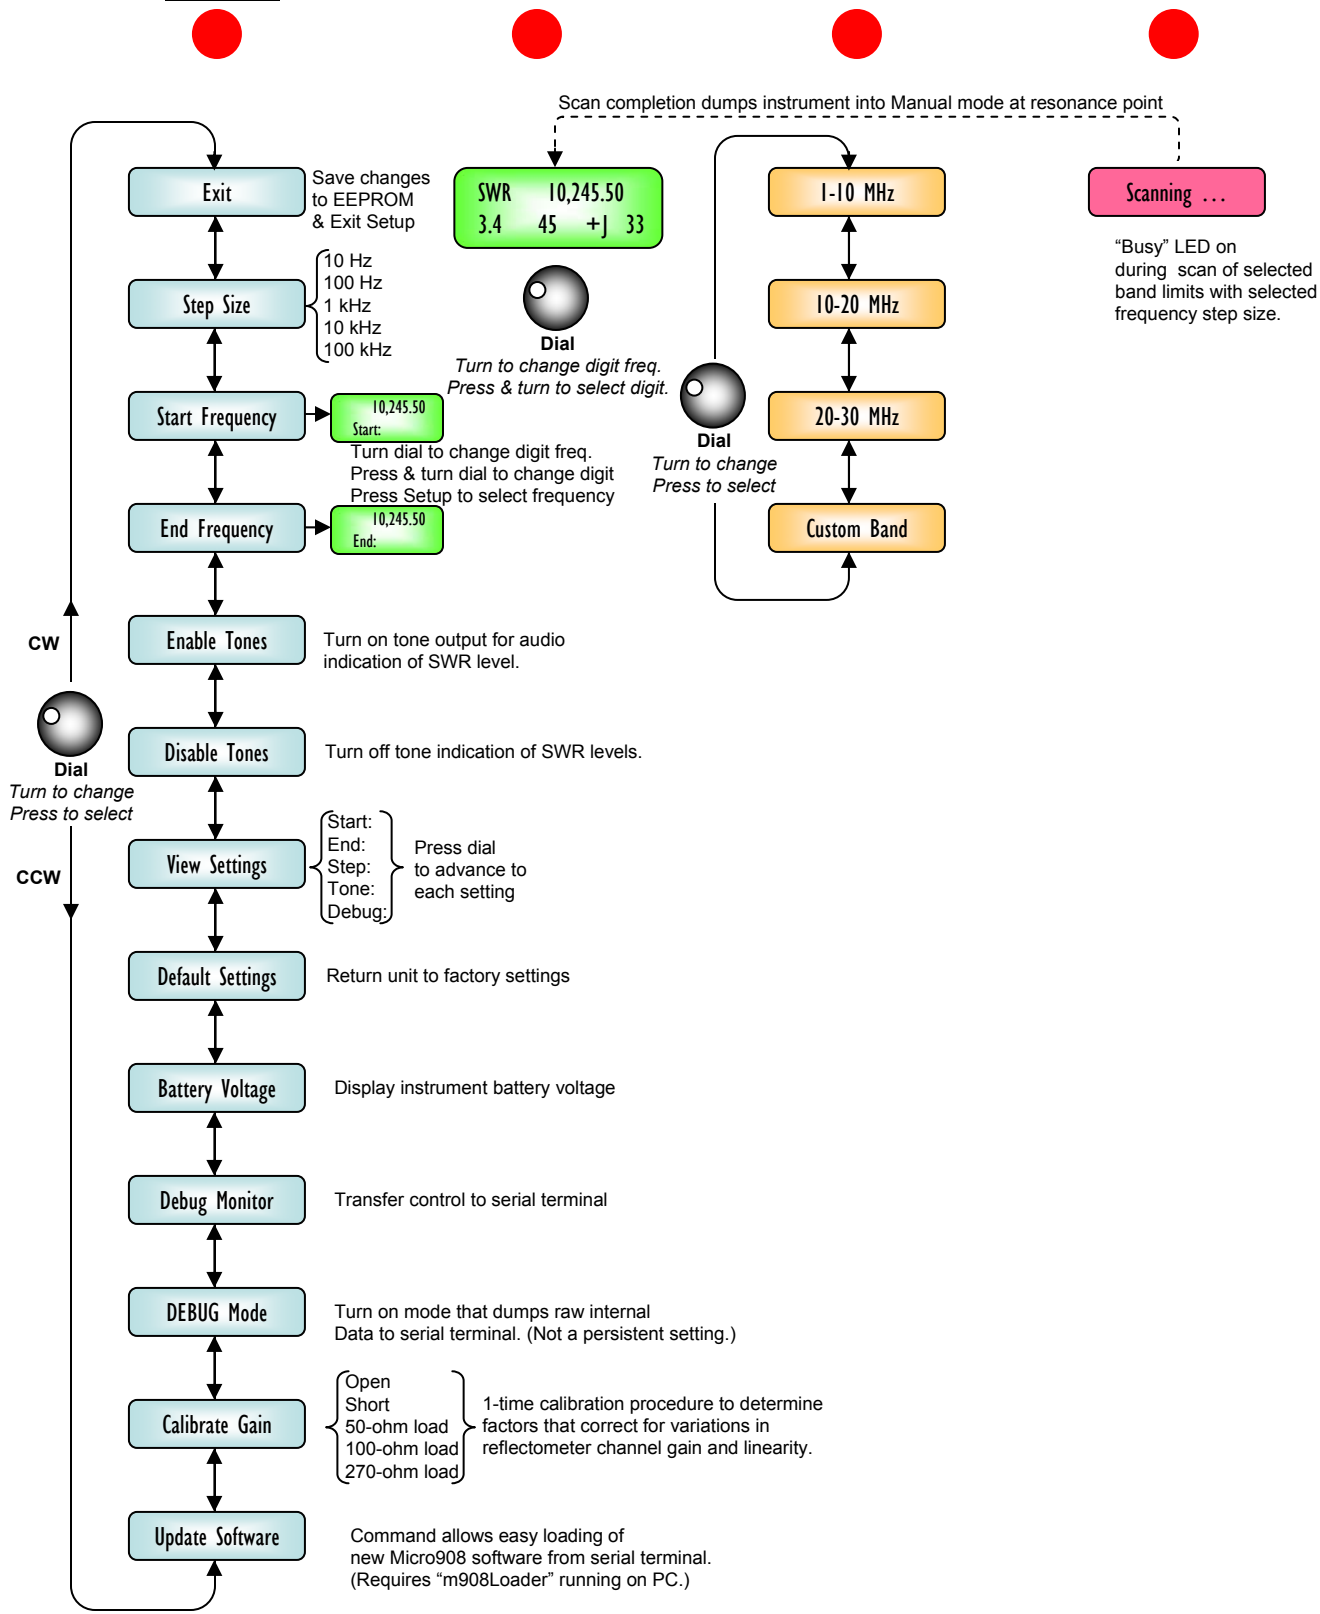 Scan completion dumps instrument into Manual mode at resonance point
Exit
Save changes
to EEPROM
& Exit Setup
Step Size
10 Hz
100 Hz
1 kHz
10 kHz
100 kHz
Start Frequency
10,245.50
Start:
Turn dial to change digit freq.
Press & turn dial to change digit
Press Setup to select frequency
End Frequency
10,245.50
End:
Enable Tones
Turn on tone output for audio
indication of SWR level.
CW
Dial
Turn to change
Press to select
CCW
Disable Tones
Turn off tone indication of SWR levels.
View Settings
Start:
End:
Step:
Tone:
Debug:
Press dial
to advance to
each setting
Default Settings
Return unit to factory settings
Battery Voltage
Display instrument battery voltage
Debug Monitor
Transfer control to serial terminal
DEBUG Mode
Turn on mode that dumps raw internal
Data to serial terminal. (Not a persistent setting.)
Calibrate Gain
Open
Short
50-ohm load
100-ohm load
270-ohm load
1-time calibration procedure to determine
factors that correct for variations in
reflectometer channel gain and linearity.
Update Software
Command allows easy loading of
new Micro908 software from serial terminal.
(Requires “m908Loader” running on PC.)
SWR 10,245.50
3.4 45 +J 33
Dial
Turn to change digit freq.
Press & turn to select digit.
1-10 MHz
10-20 MHz
20-30 MHz
Custom Band
Dial
Turn to change
Press to select
Scanning ...
“Busy” LED on
during scan of selected
band limits with selected
frequency step size.